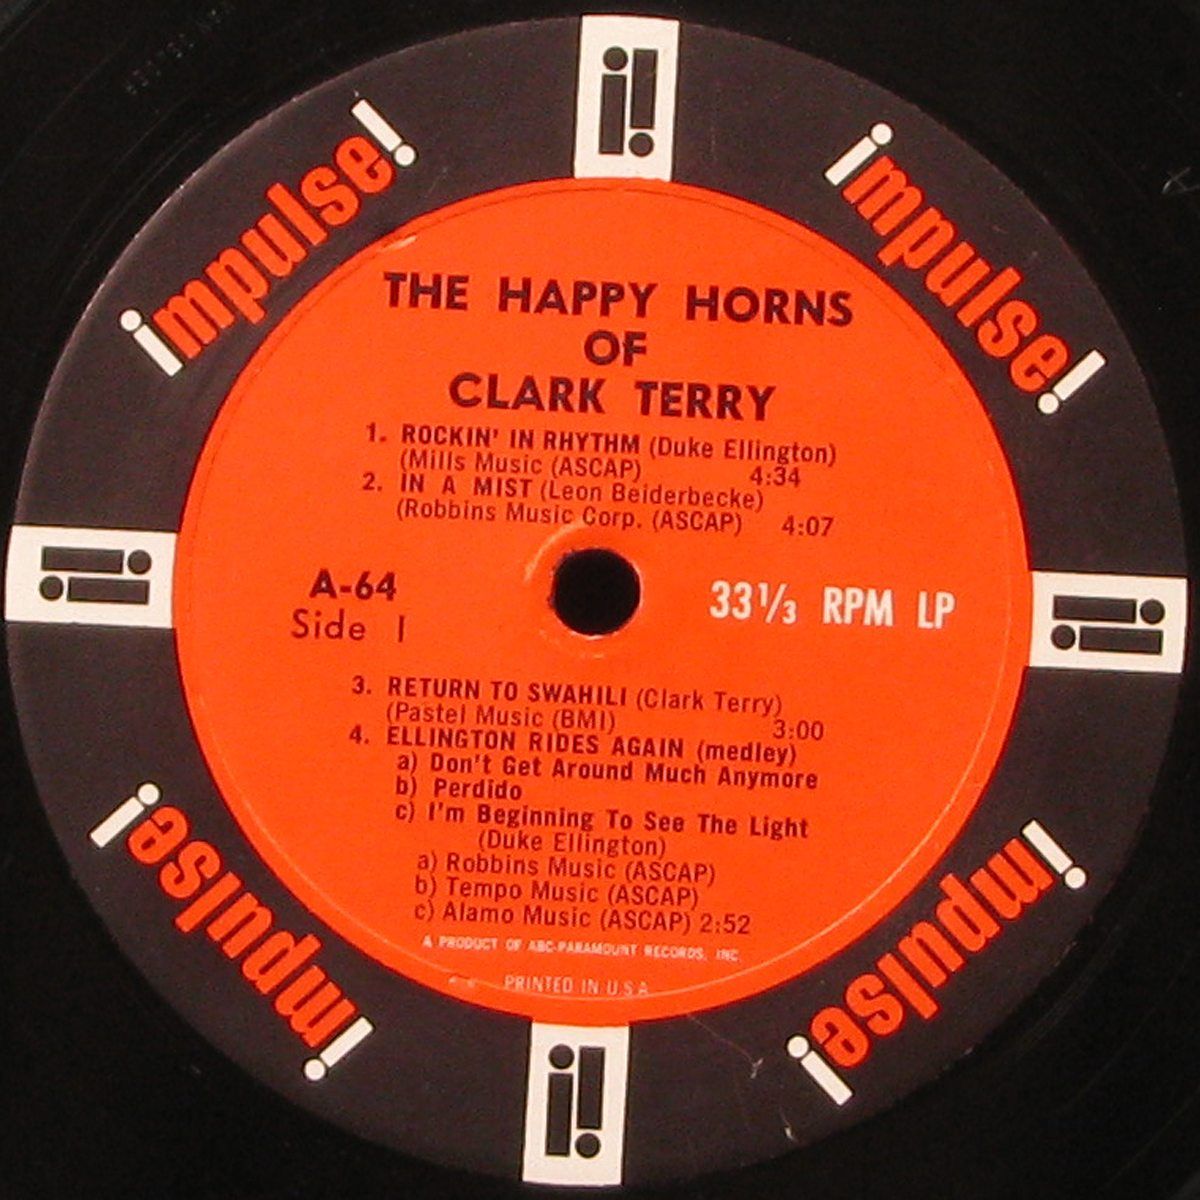 impulse!
impulse!
THE HAPPY HORNS
OF
CLARK TERRY
1. ROCKIN' IN RHYTHM (Duke Ellington)
(Mills Music (ASCAP) 4:34
2. IN A MIST (Leon Beiderbecke)
(Robbins Music Corp. (ASCAP) 4:07
A-64
Side 1
33⅓ RPM LP
3. RETURN TO SWAHILI (Clark Terry)
(Pastel Music (BMI) 3:00
4. ELLINGTON RIDES AGAIN (medley)
a) Don't Get Around Much Anymore
b) Perdido
c) I'm Beginning To See The Light
(Duke Ellington)
a) Robbins Music (ASCAP)
b) Tempo Music (ASCAP)
c) Alamo Music (ASCAP) 2:52
A PRODUCT OF ABC-PARAMOUNT RECORDS, INC.
PRINTED IN U.S.A.
impulse!
impulse!